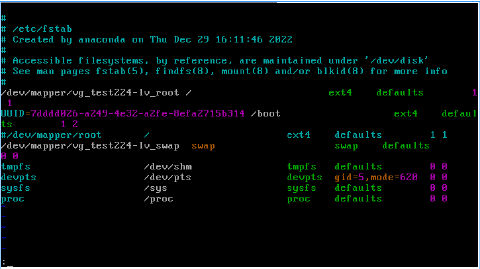 #
# /etc/fstab
# Created by anaconda on Thu Dec 29 16:11:46 2022
#
# Accessible filesystems, by reference, are maintained under '/dev/disk'
# See man pages fstab(5), findfs(8), mount(8) and/or blkid(8) for more info
#
/dev/mapper/vg_test224-lv_root / ext4 defaults 1
1
UUID=7dddd026-a249-4e32-a2fe-8efa2715b314 /boot ext4 defaul
ts 1 2
#/dev/mapper/root / ext4 defaults 1 1
/dev/mapper/vg_test224-lv_swap swap swap defaults
0 0
tmpfs /dev/shm tmpfs defaults 0 0
devpts /dev/pts devpts gid=5,mode=620 0 0
sysfs /sys sysfs defaults 0 0
proc /proc proc defaults 0 0
~
~
~
~
: